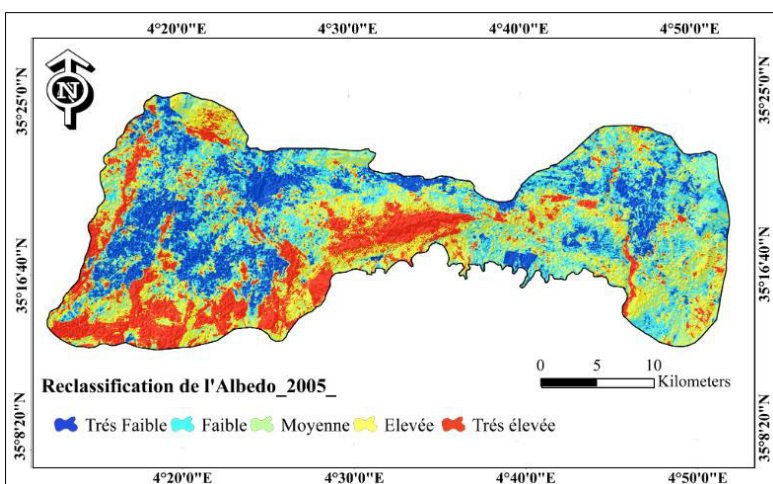 4°20'0"E 4°30'0"E 4°40'0"E 4°50'0"E
N
35°25'0"N 35°25'0"N
35°16'40"N 35°16'40"N
35°8'20"N 35°8'20"N
0 5 10
Kilometers
Reclassification de l'Albedo_2005_
Trés Faible Faible Moyenne Elevée Trés élevée
4°20'0"E 4°30'0"E 4°40'0"E 4°50'0"E